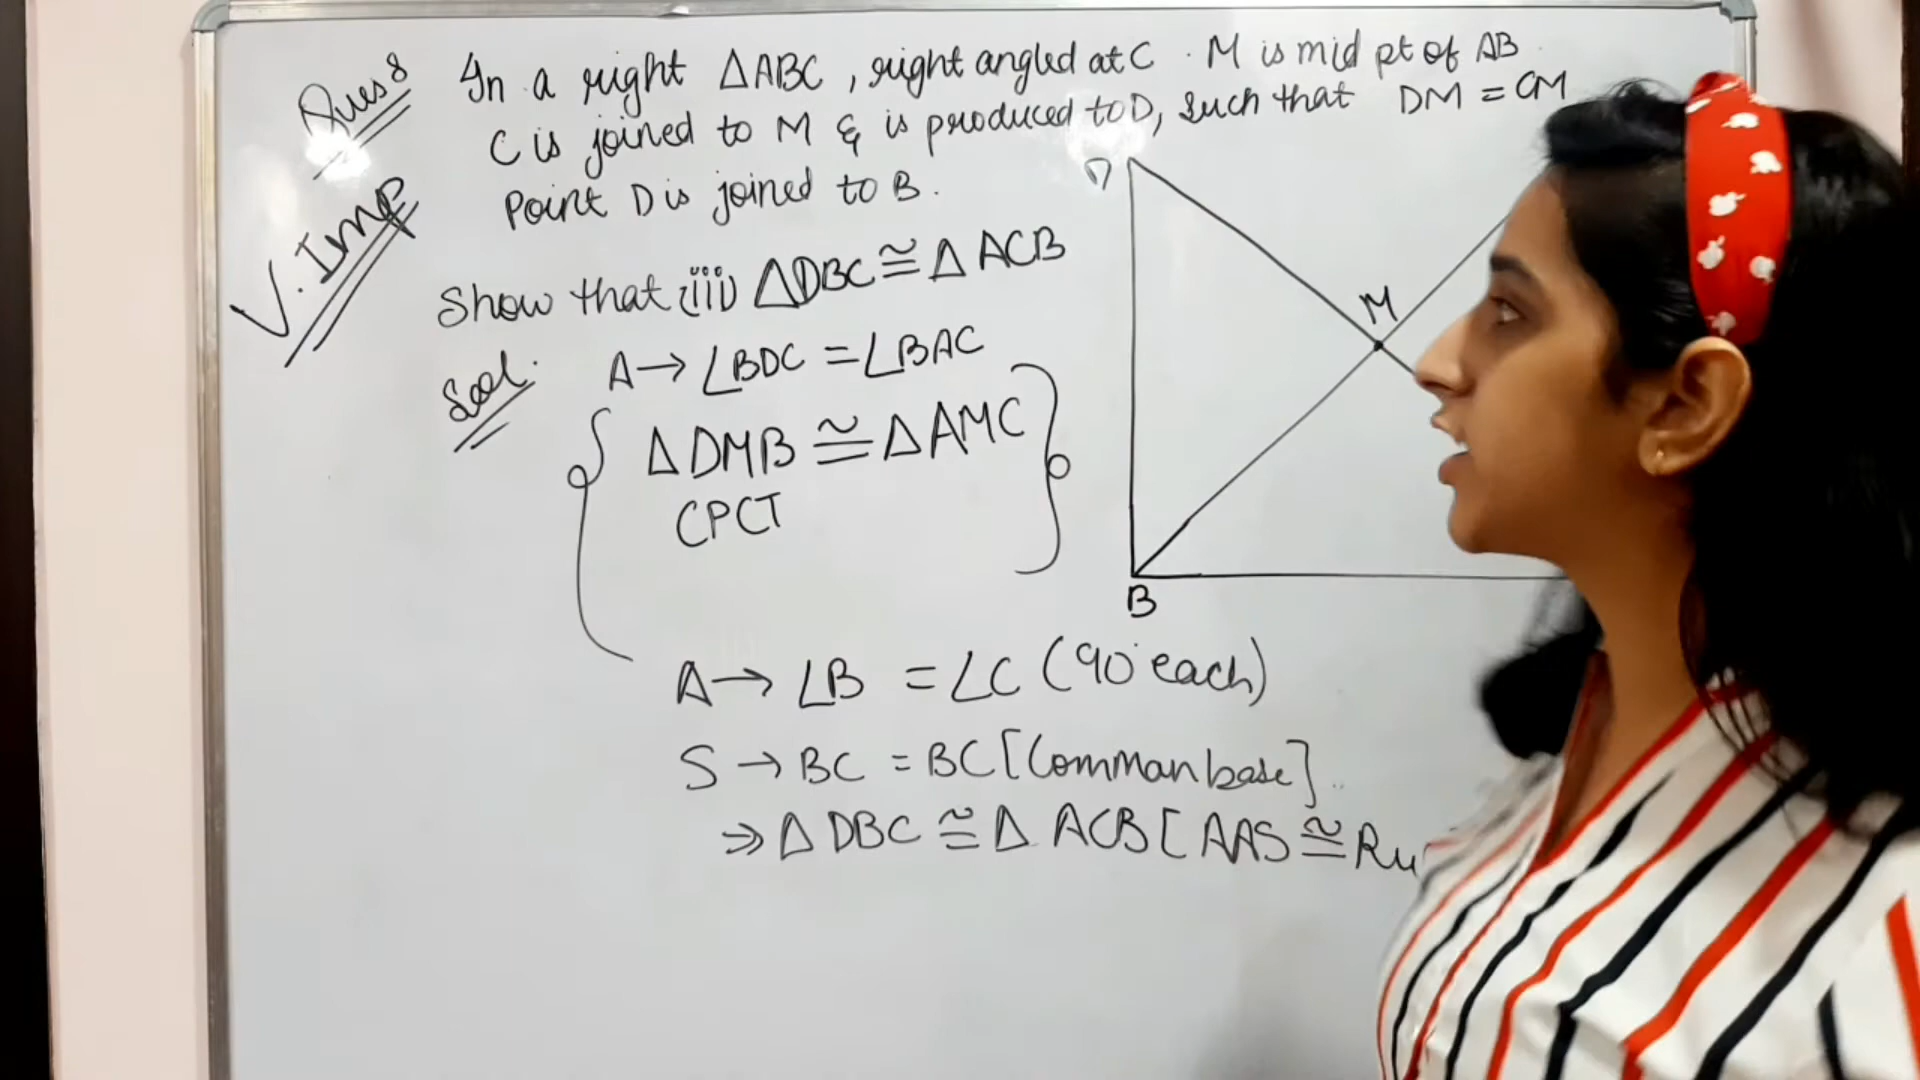 Ques 8
In a right ΔABC, right angled at C. M is mid pt of AB
C is joined to M & is produced to D, such that DM = CM
Point D is joined to B.
V. Imp
Show that (iii) ΔDBC ≅ Δ ACB
Sol.
A → ∠BDC = ∠BAC
Δ DMB ≅ Δ AMC
CPCT
D
M
B
A → ∠B = ∠C (90° each)
S → BC = BC [Comman base]
⇒ Δ DBC ≅ Δ ACB [AAS ≅ Ru